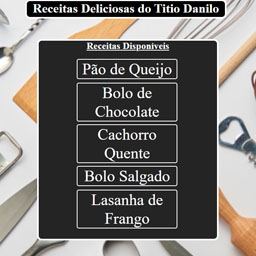 Receitas Deliciosas do Titio Danilo
Receitas Disponíveis
Pão de Queijo
Bolo de
Chocolate
Cachorro
Quente
Bolo Salgado
Lasanha de
Frango